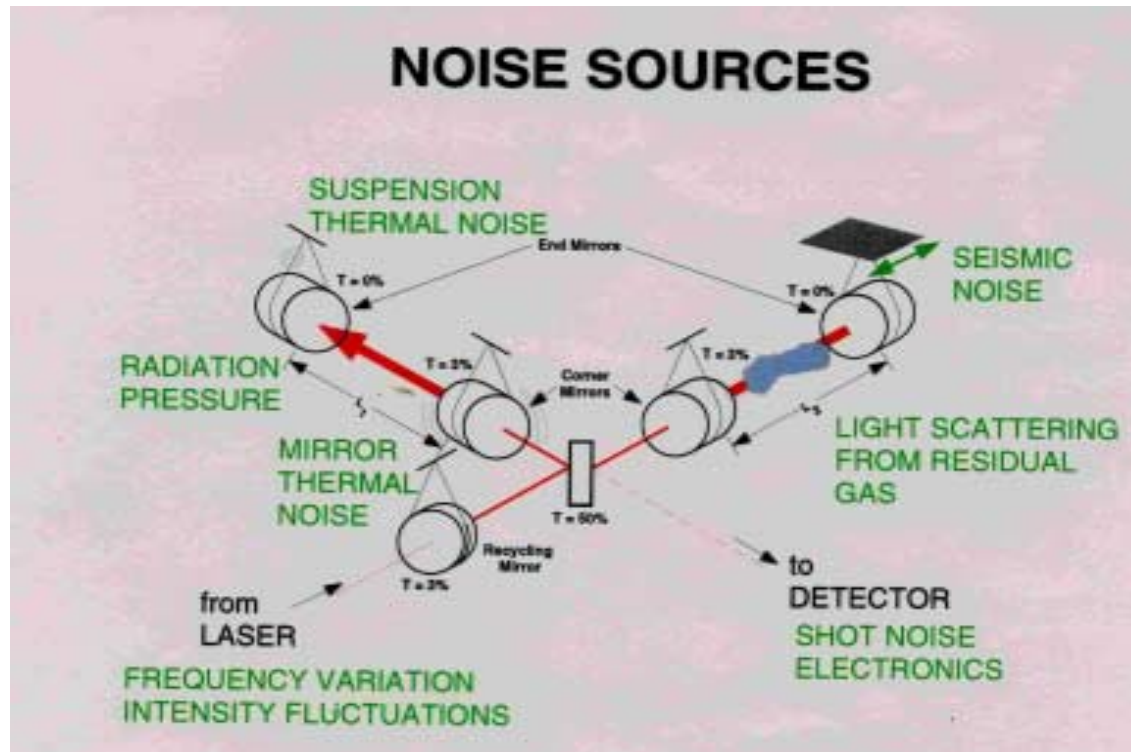 NOISE SOURCES
SUSPENSION
THERMAL NOISE
End Mirrors
SEISMIC
NOISE
T = 0%
T = 0%
RADIATION
PRESSURE
T = 3%
T = 3%
Corner
Mirrors
MIRROR
THERMAL
NOISE
LIGHT SCATTERING
FROM RESIDUAL
GAS
T = 50%
Recycling
Mirror
T = 3%
from
LASER
to
DETECTOR
SHOT NOISE
ELECTRONICS
FREQUENCY VARIATION
INTENSITY FLUCTUATIONS